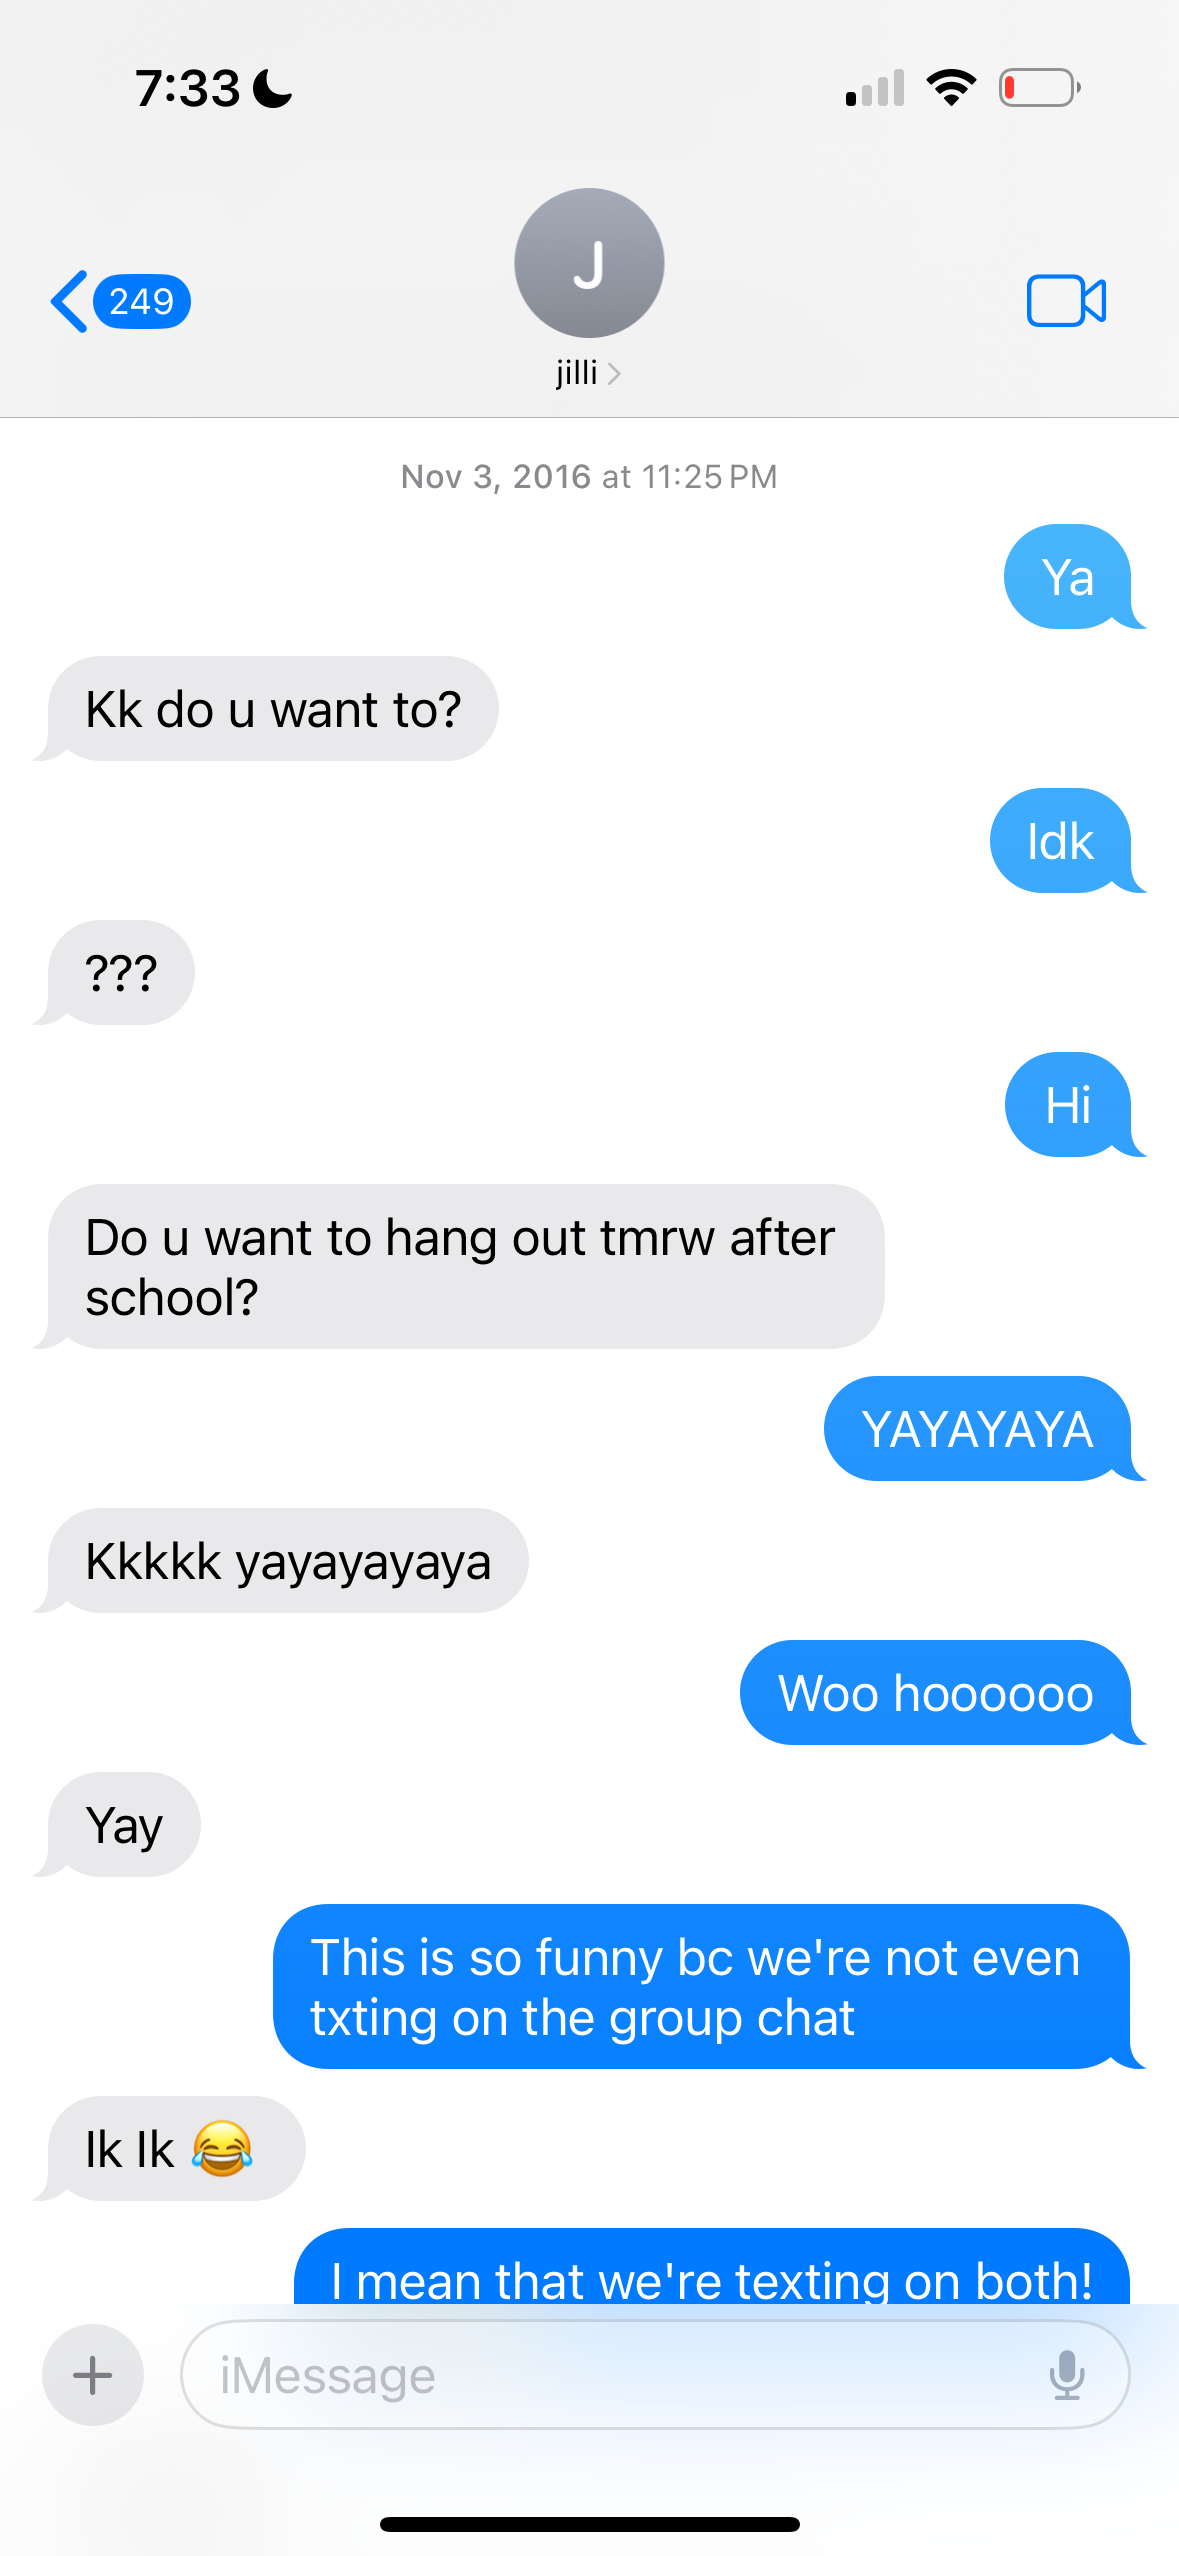 7:33
249
J
jilli
Nov 3, 2016 at 11:25 PM
Ya
Kk do u want to?
Idk
???
Hi
Do u want to hang out tmrw after
school?
YAYAYAYA
Kkkkk yayayayaya
Woo hoooooo
Yay
This is so funny bc we're not even
txting on the group chat
Ik Ik 😂
I mean that we're texting on both!
iMessage